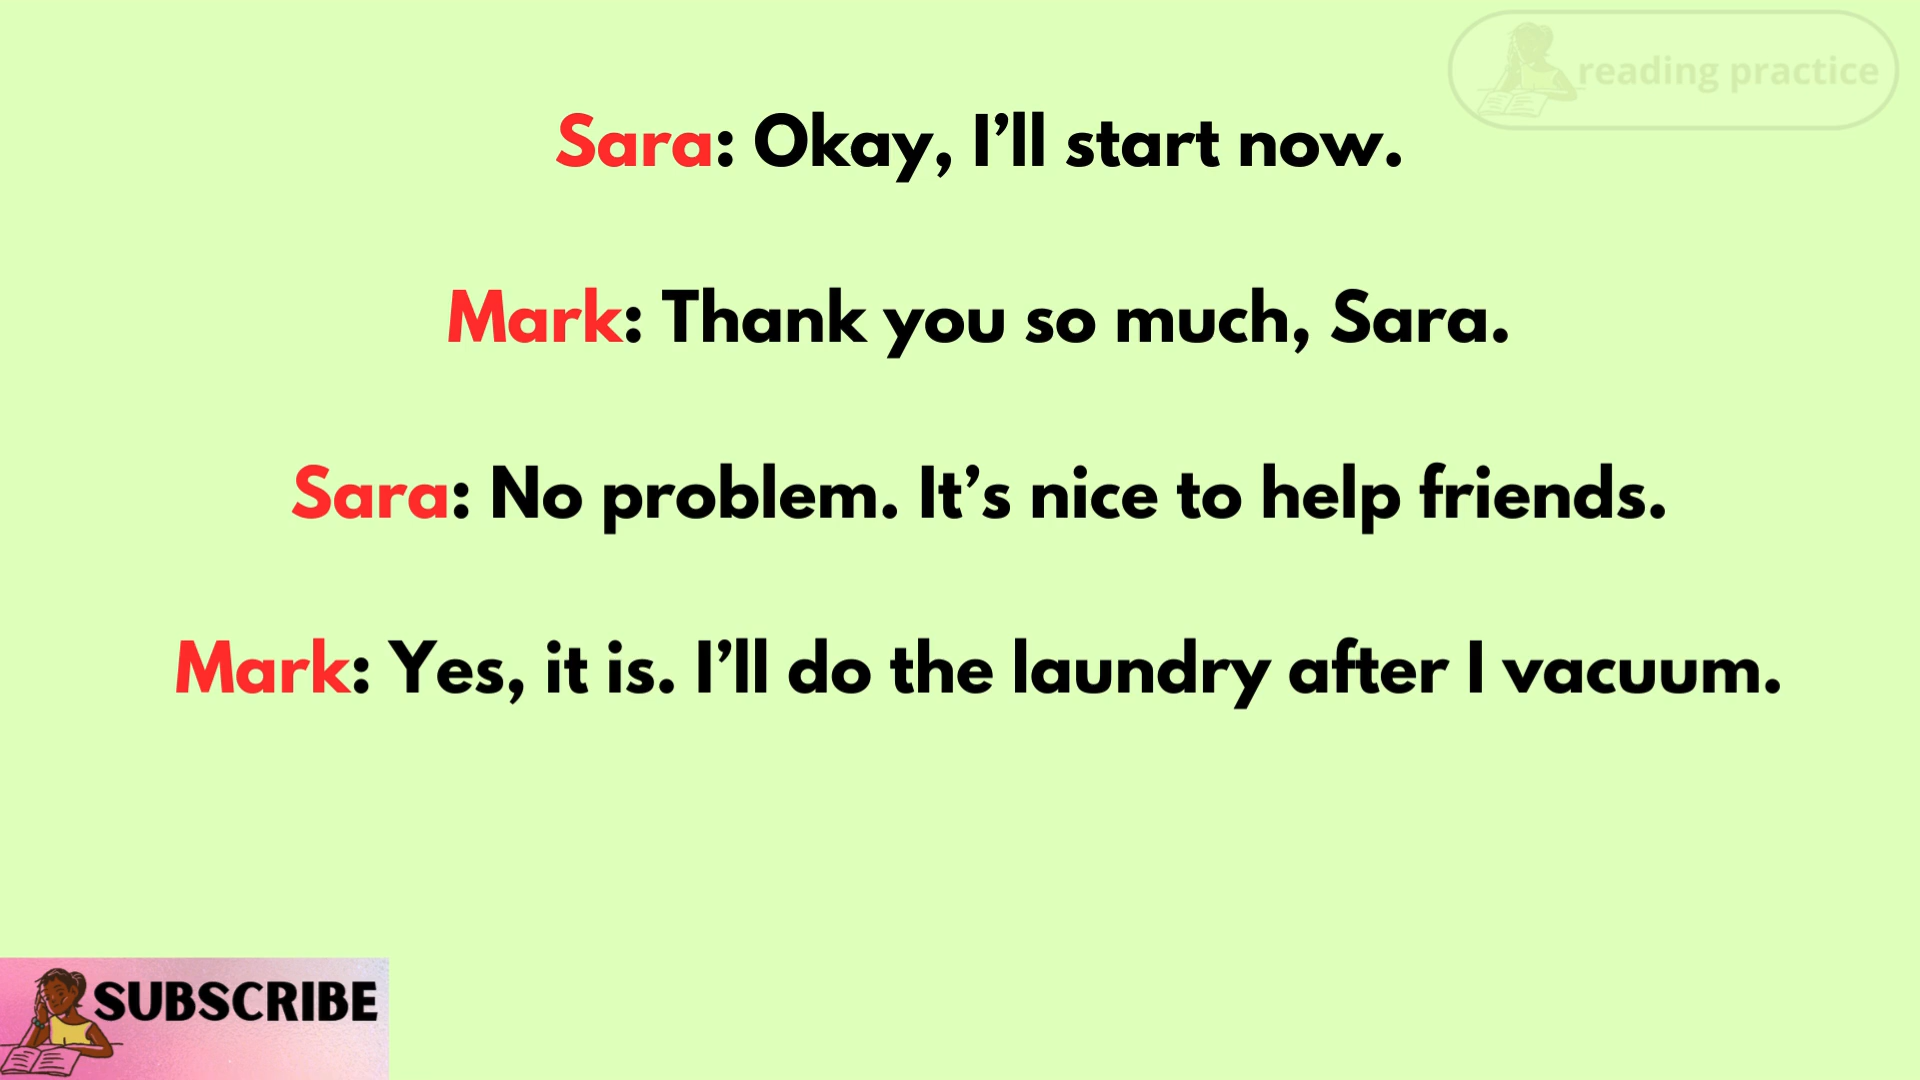 reading practice
Sara: Okay, I’ll start now.
Mark: Thank you so much, Sara.
Sara: No problem. It’s nice to help friends.
Mark: Yes, it is. I’ll do the laundry after I vacuum.
SUBSCRIBE